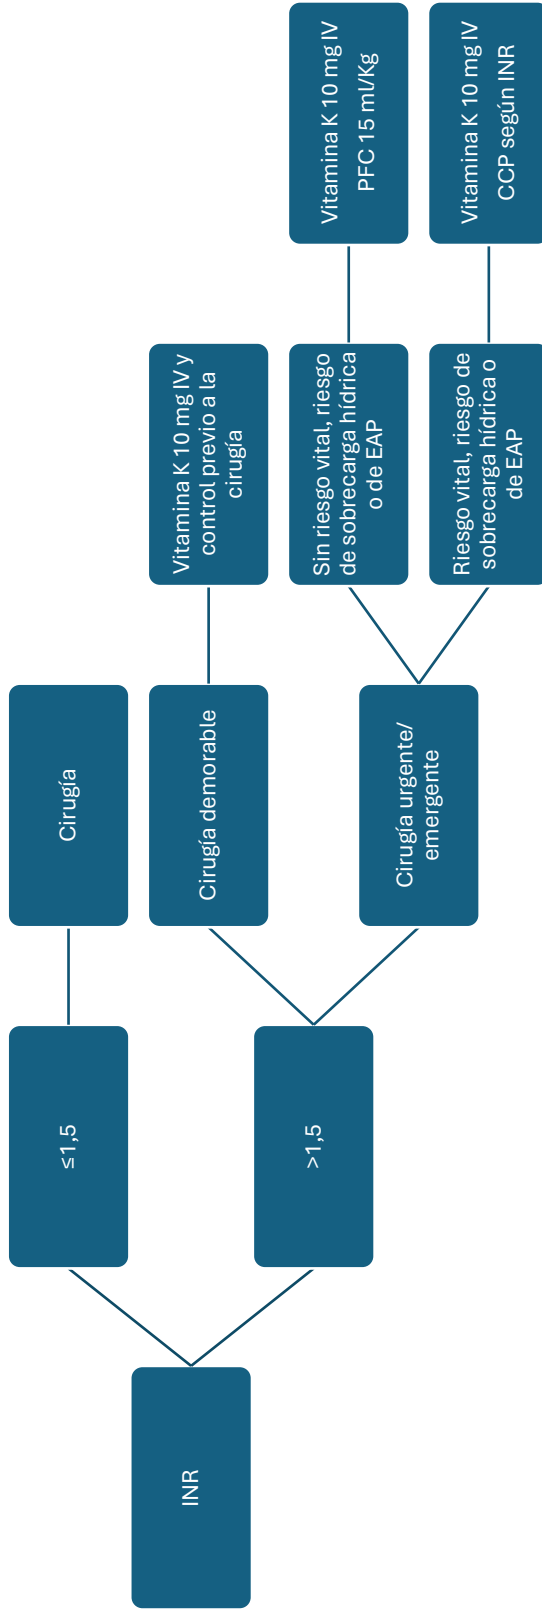 INR
≤1,5
Cirugía
>1,5
Cirugía demorable
Vitamina K 10 mg IV y
control previo a la
cirugía
Cirugía urgente/
emergente
Sin riesgo vital, riesgo
de sobrecarga hídrica
o de EAP
Vitamina K 10 mg IV
PFC 15 ml/Kg
Riesgo vital, riesgo de
sobrecarga hídrica o
de EAP
Vitamina K 10 mg IV
CCP según INR